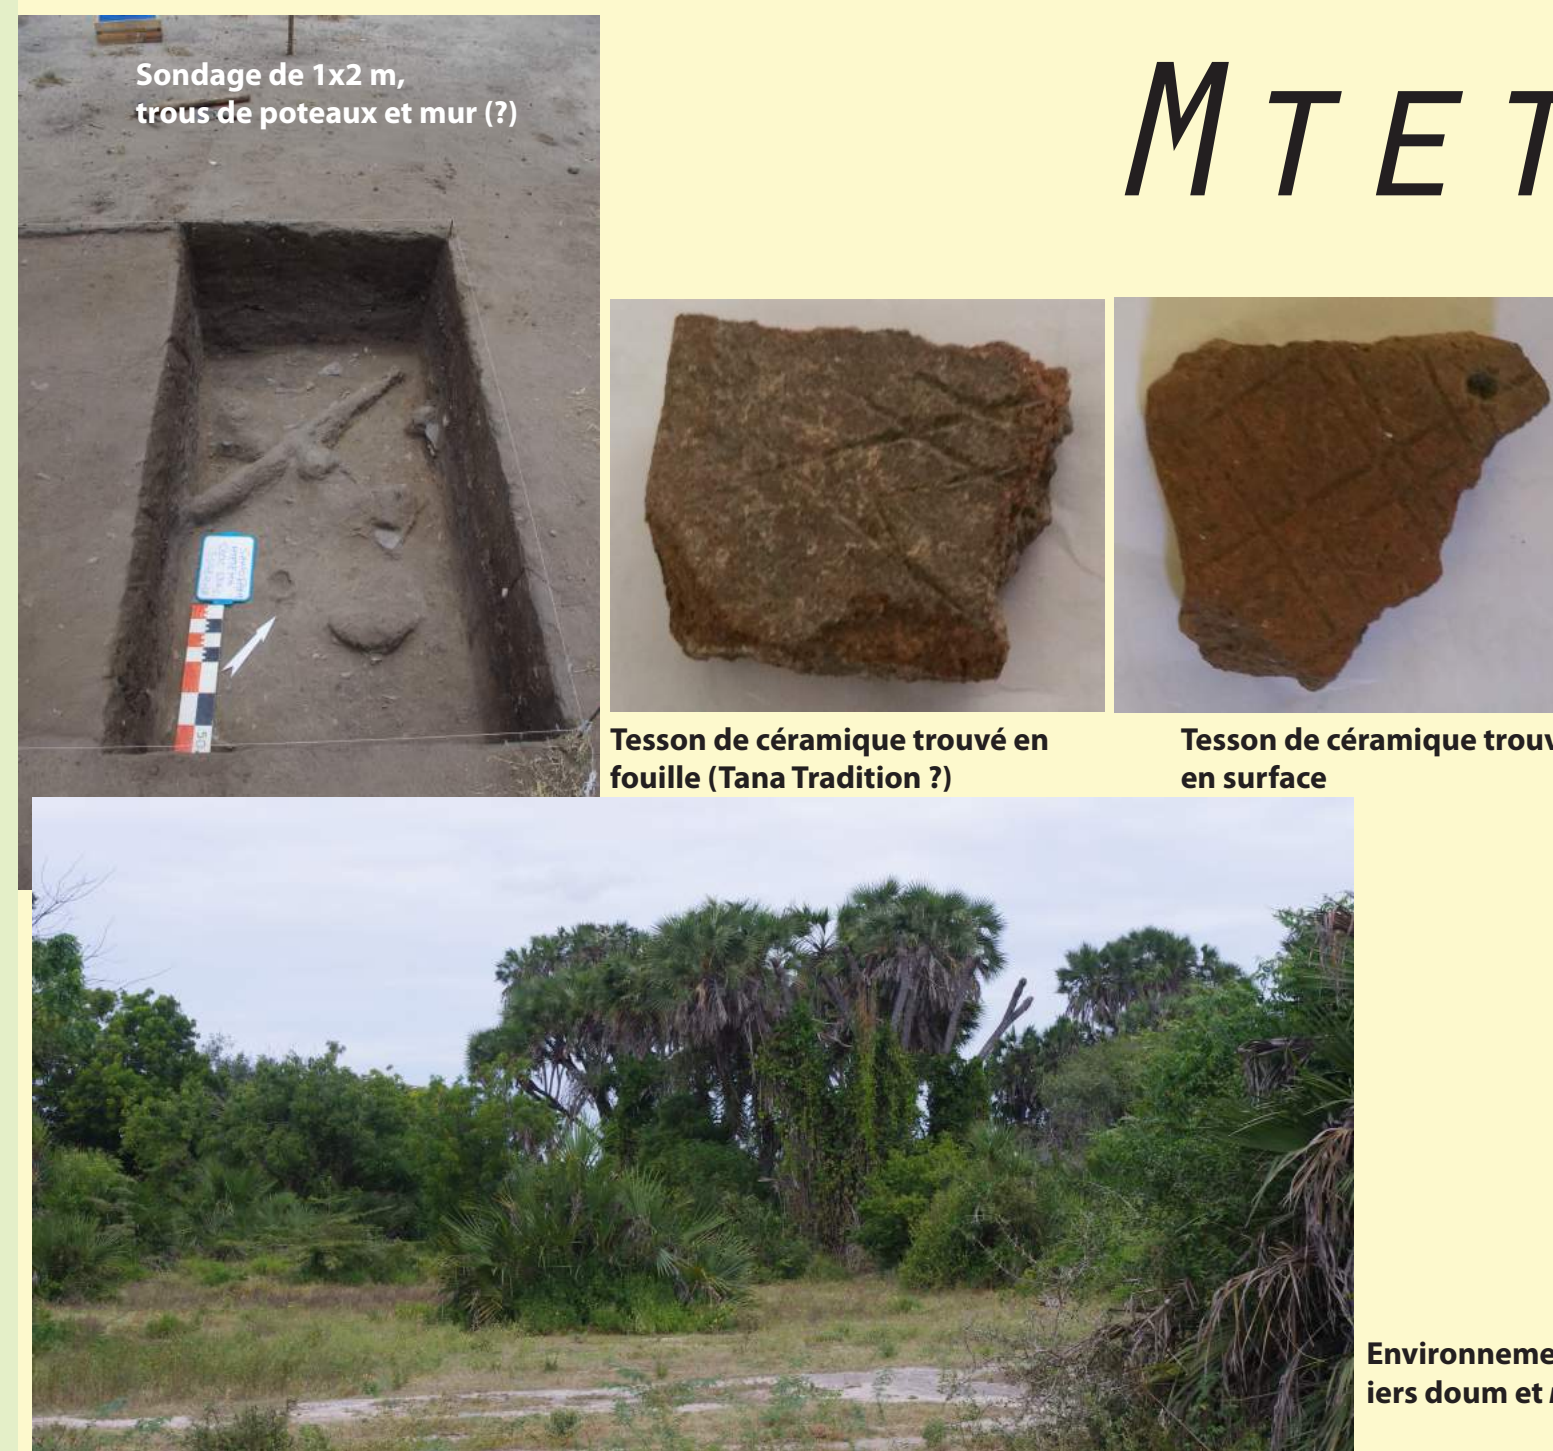 Sondage de 1x2 m,
trous de poteaux et mur (?)
MTET
Tesson de céramique trouvé en
fouille (Tana Tradition ?)
Tesson de céramique trouv
en surface
50
Environneme
iers doum et